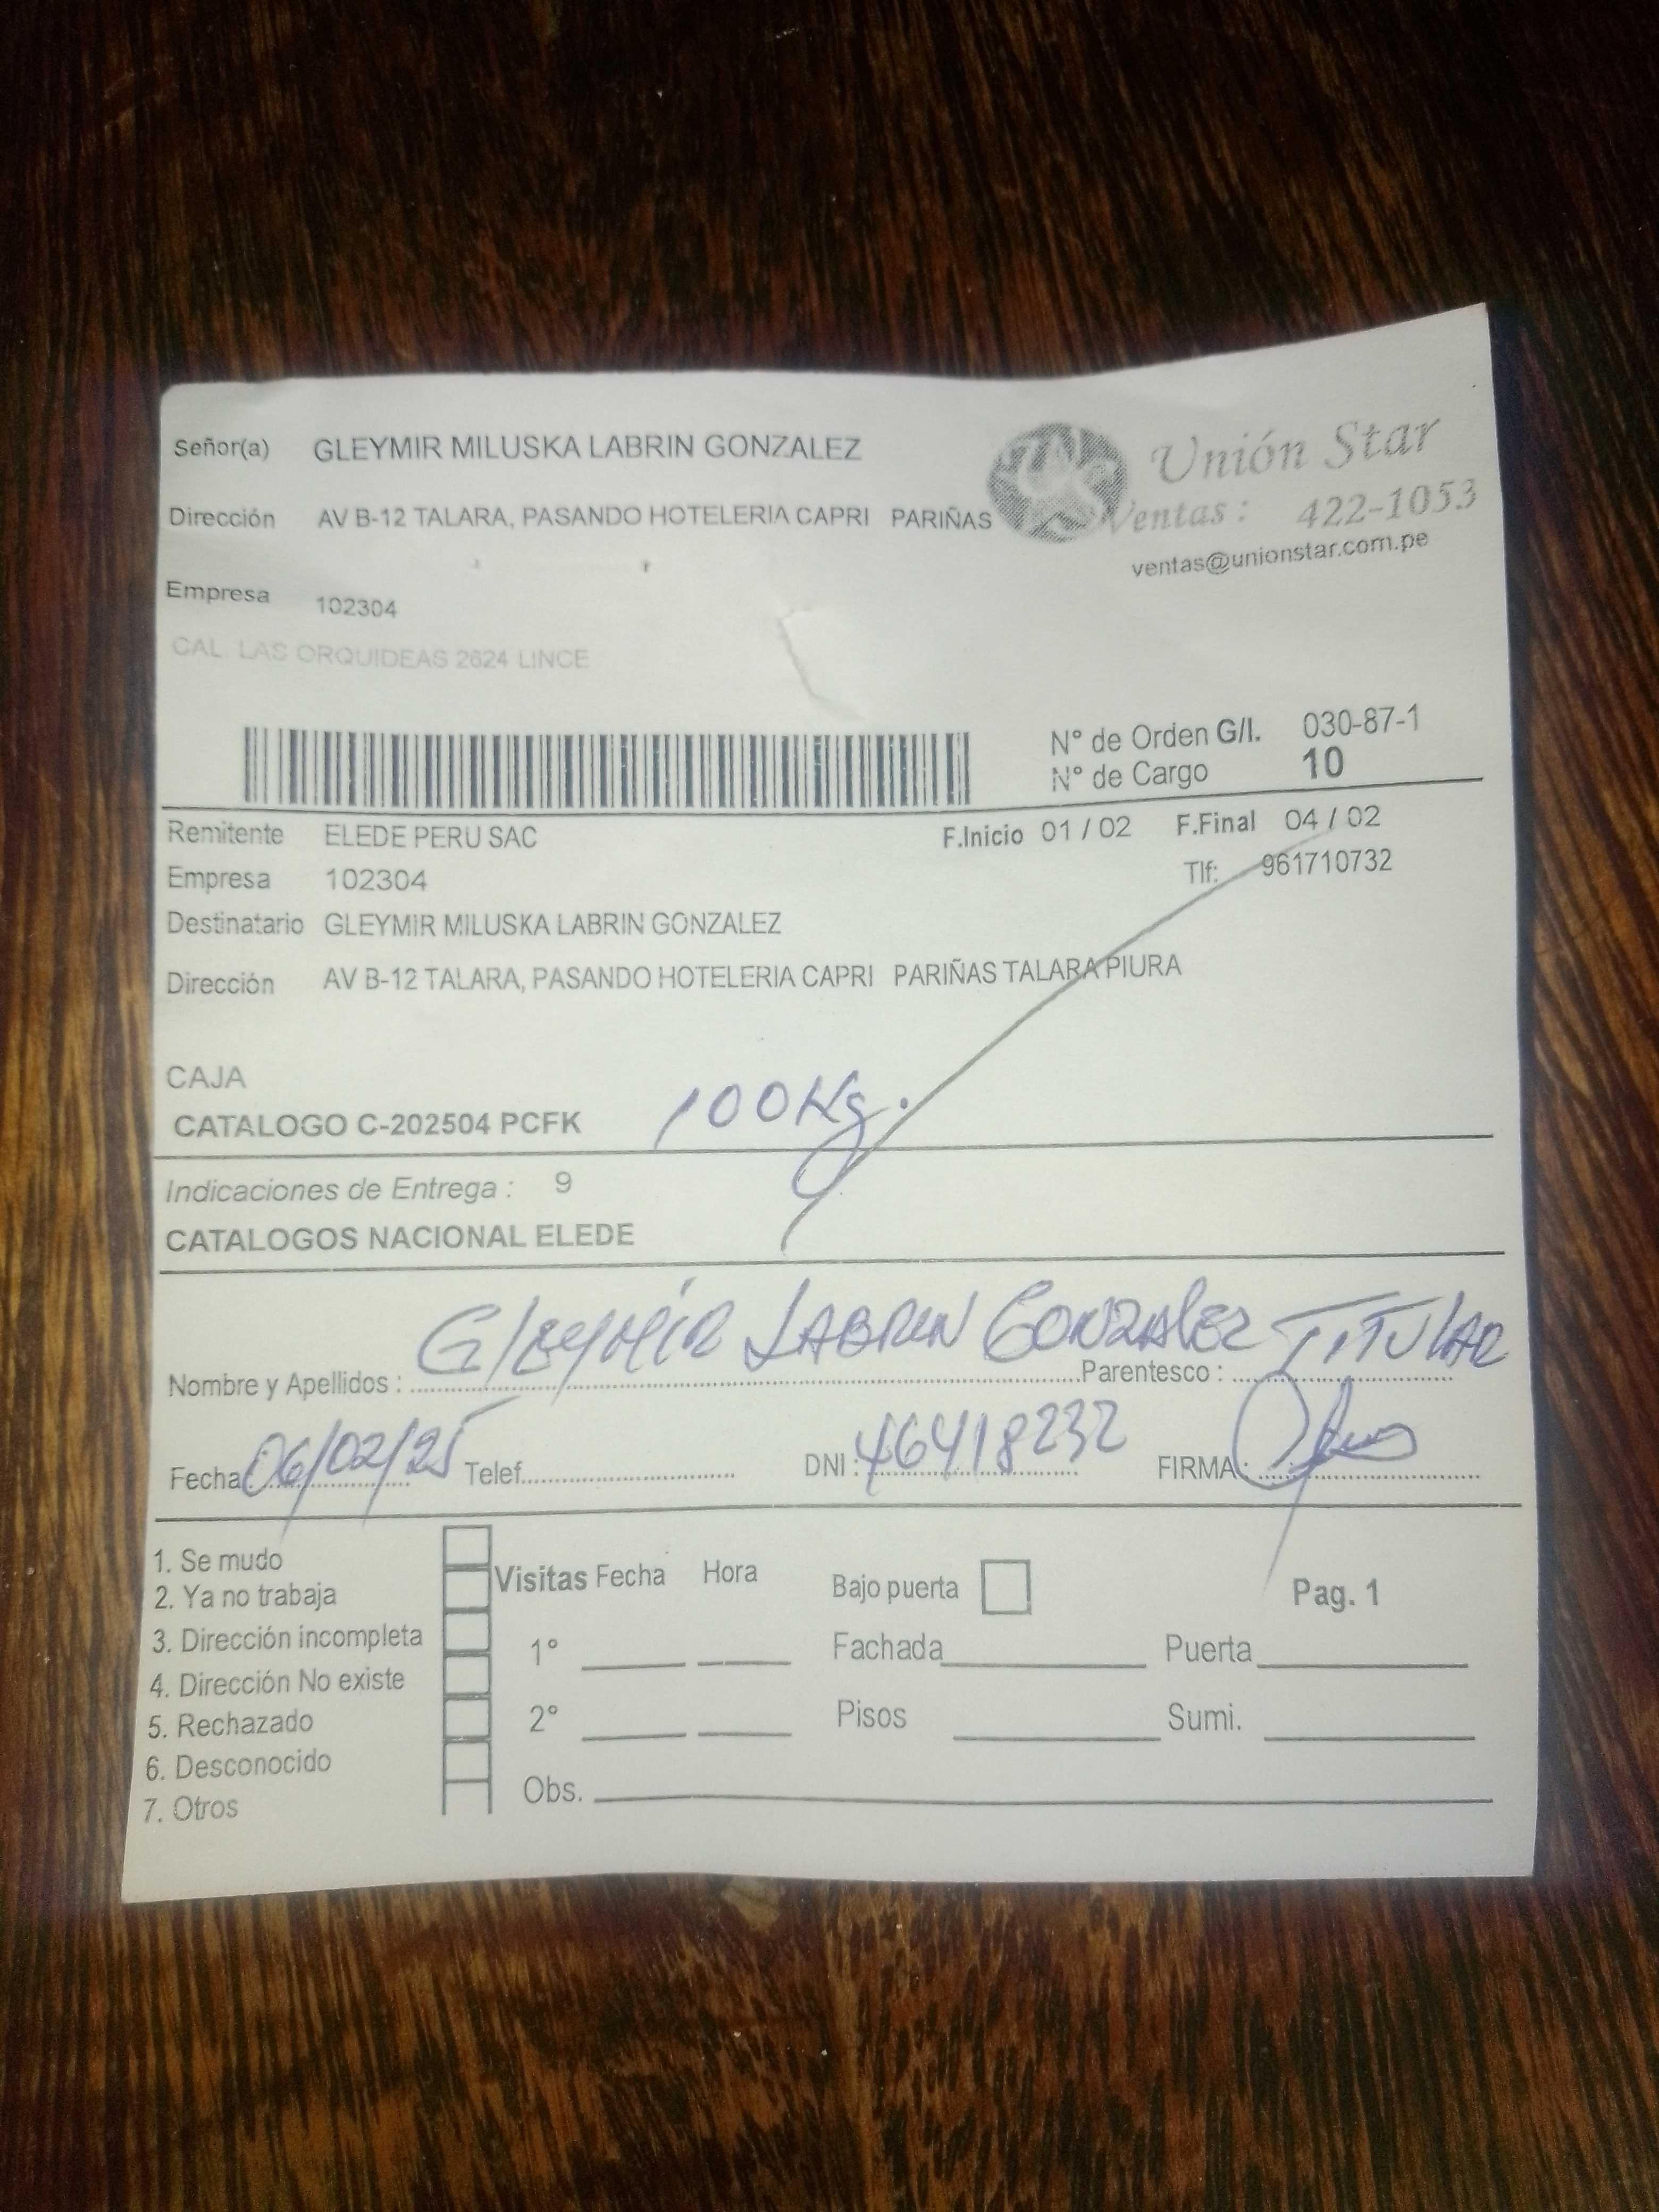 Señor(a) GLEYMIR MILUSKA LABRIN GONZALEZ
Unión Star
Dirección AV B-12 TALARA, PASANDO HOTELERIA CAPRI PARIÑAS
Ventas: 422-1053
ventas@unionstar.com.pe
Empresa 102304
CAL. LAS ORQUIDEAS 2624 LINCE
N° de Orden G/I. 030-87-1
N° de Cargo 10
Remitente ELEDE PERU SAC F.Inicio 01 / 02 F.Final 04 / 02
Empresa 102304 Tlf: 961710732
Destinatario GLEYMIR MILUSKA LABRIN GONZALEZ
Dirección AV B-12 TALARA, PASANDO HOTELERIA CAPRI PARIÑAS TALARA PIURA
CAJA
CATALOGO C-202504 PCFK 100Kg.
Indicaciones de Entrega : 9
CATALOGOS NACIONAL ELEDE
Nombre y Apellidos : GLEYMIR LABRIN GONZALEZ Parentesco : TITULAR
Fecha 06/02/25 Telef. DNI : 46418232 FIRMA :
1. Se mudo
2. Ya no trabaja
3. Dirección incompleta
4. Dirección No existe
5. Rechazado
6. Desconocido
7. Otros
Visitas Fecha Hora Bajo puerta Pag. 1
1° Fachada Puerta
2° Pisos Sumi.
Obs.